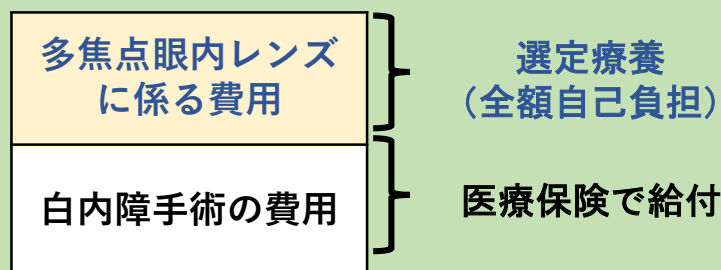 多焦点眼内レンズ
に係る費用
選定療養
(全額自己負担)
白内障手術の費用
医療保険で給付